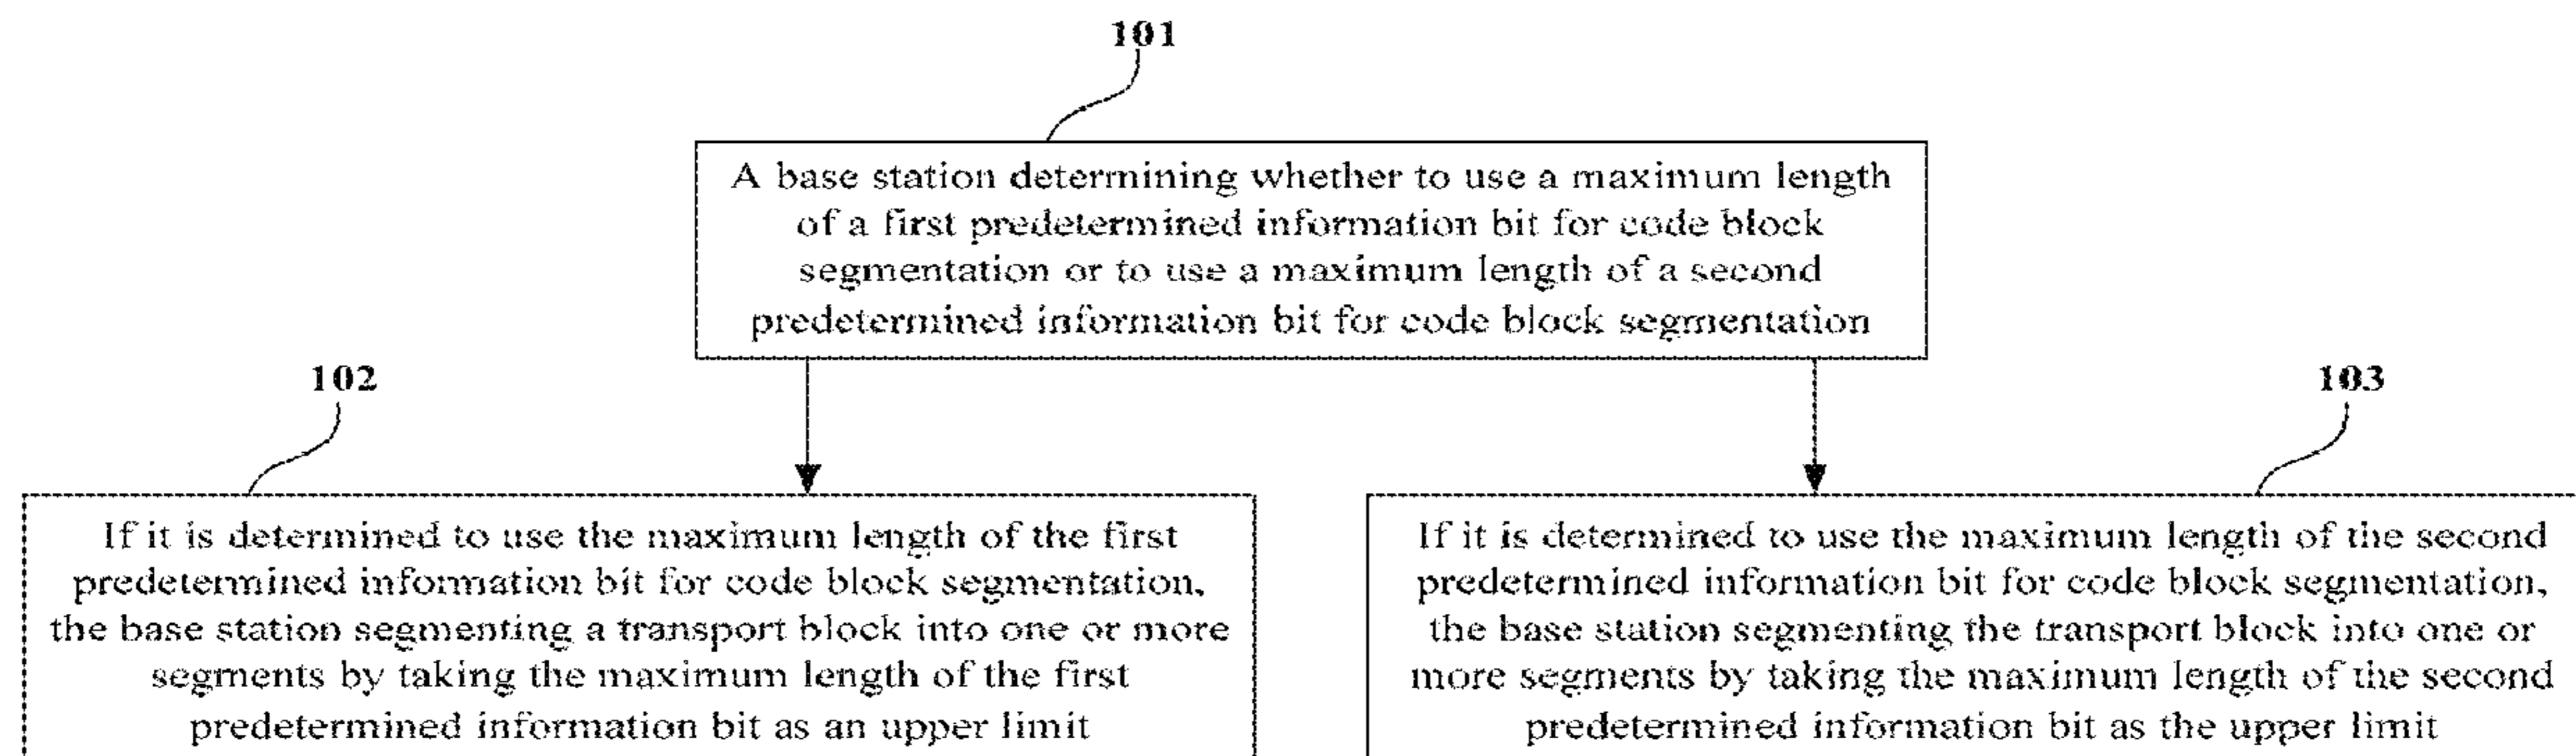 101
A base station determining whether to use a maximum length
of a first predetermined information bit for code block
segmentation or to use a maximum length of a second
predetermined information bit for code block segmentation
102
103
If it is determined to use the maximum length of the first
predetermined information bit for code block segmentation,
the base station segmenting a transport block into one or more
segments by taking the maximum length of the first
predetermined information bit as an upper limit
If it is determined to use the maximum length of the second
predetermined information bit for code block segmentation,
the base station segmenting the transport block into one or
more segments by taking the maximum length of the second
predetermined information bit as the upper limit